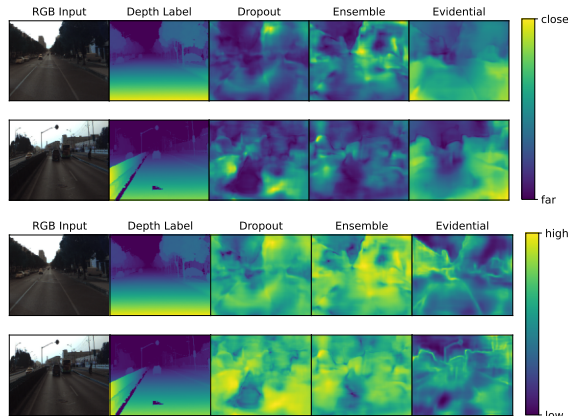 RGB Input Depth Label Dropout Ensemble Evidential
close
far
RGB Input Depth Label Dropout Ensemble Evidential
high
low